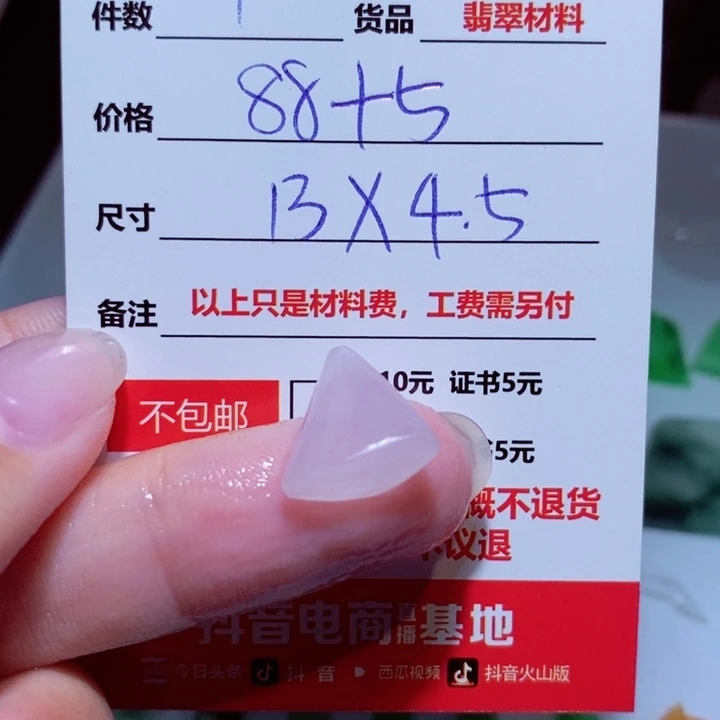 件数 1 货品 翡翠材料
价格 88+5
尺寸 13X4.5
备注 以上只是材料费，工费需另付
10元 证书5元
不包邮
5元
概不退货
议退
抖音电商直播基地
今日头条 抖音 西瓜视频 抖音火山版